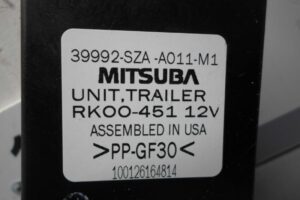 39992-SZA -A011-M1
MITSUBA
UNIT,TRAILER
RK00-451 12V
ASSEMBLED IN USA
>PP-GF30<
100126164814